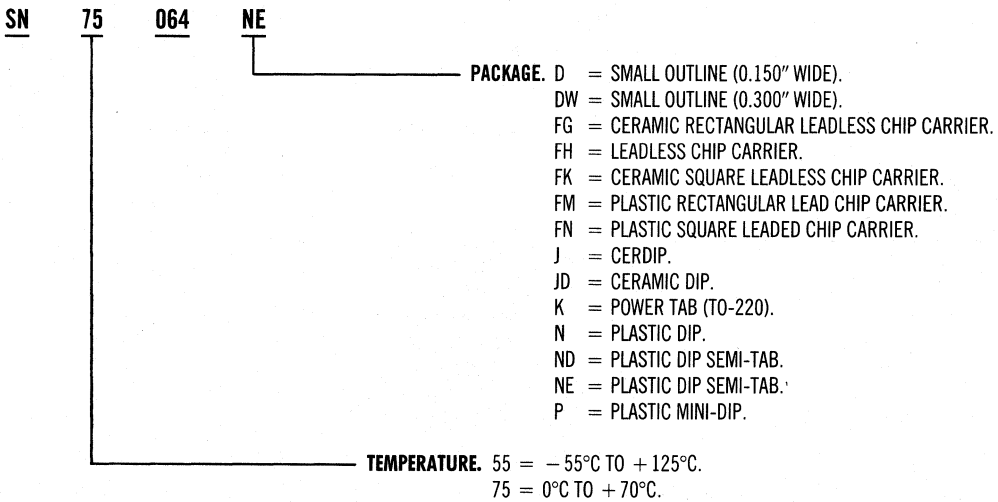 SN 75 064 NE
PACKAGE. D = SMALL OUTLINE (0.150" WIDE).
DW = SMALL OUTLINE (0.300" WIDE).
FG = CERAMIC RECTANGULAR LEADLESS CHIP CARRIER.
FH = LEADLESS CHIP CARRIER.
FK = CERAMIC SQUARE LEADLESS CHIP CARRIER.
FM = PLASTIC RECTANGULAR LEAD CHIP CARRIER.
FN = PLASTIC SQUARE LEADED CHIP CARRIER.
J = CERDIP.
JD = CERAMIC DIP.
K = POWER TAB (TO-220).
N = PLASTIC DIP.
ND = PLASTIC DIP SEMI-TAB.
NE = PLASTIC DIP SEMI-TAB.
P = PLASTIC MINI-DIP.
TEMPERATURE. 55 = −55°C TO +125°C.
75 = 0°C TO +70°C.